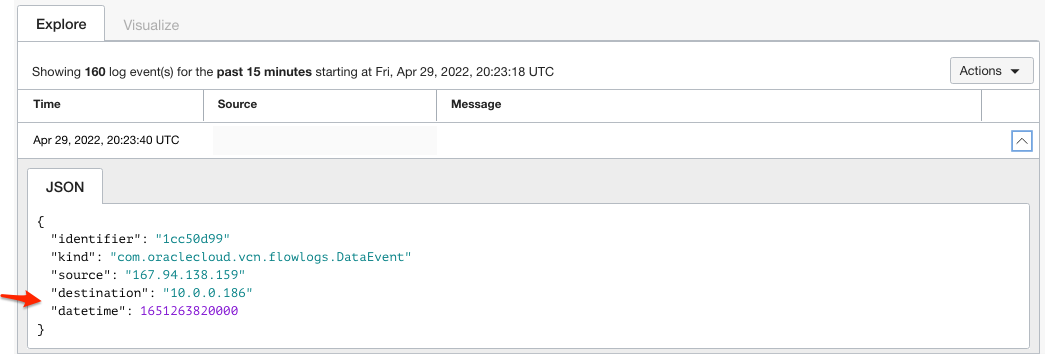 Explore Visualize
Showing 160 log event(s) for the past 15 minutes starting at Fri, Apr 29, 2022, 20:23:18 UTC Actions
Time Source Message
Apr 29, 2022, 20:23:40 UTC
JSON
{
"identifier": "1cc50d99"
"kind": "com.oraclecloud.vcn.flowlogs.DataEvent"
"source": "167.94.138.159"
"destination": "10.0.0.186"
"datetime": 1651263820000
}